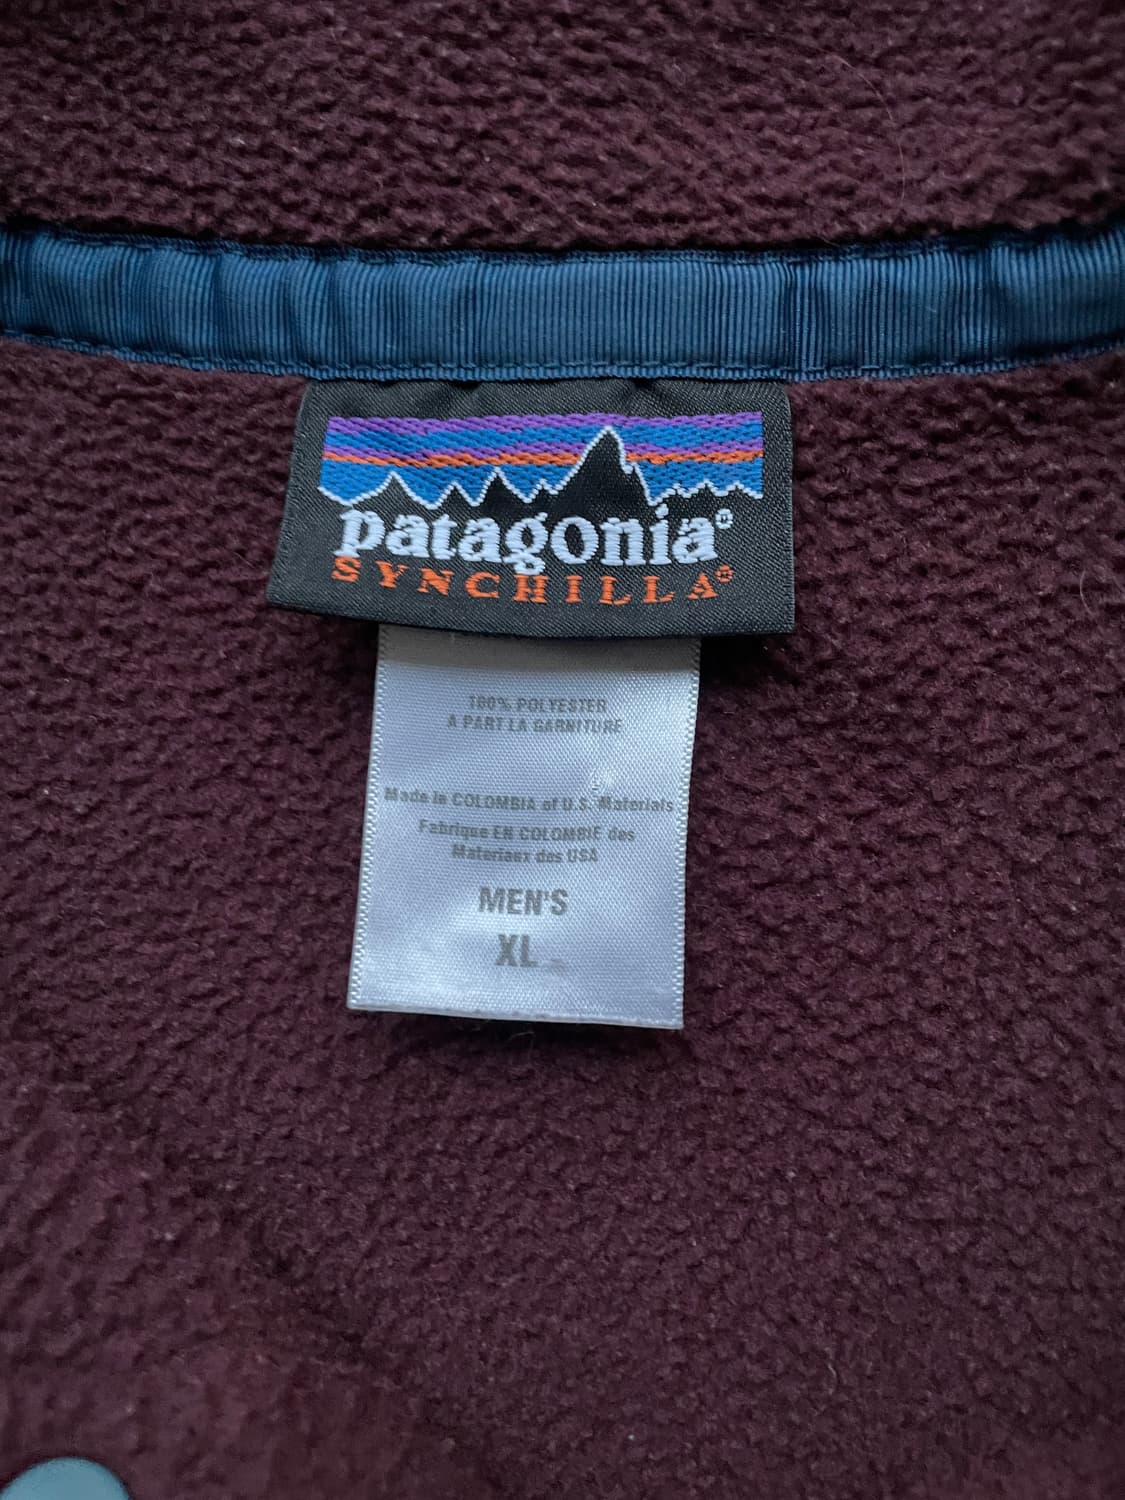 patagonia®
SYNCHILLA®
100% POLYESTER
A PART LA GARNITURE
Made in COLOMBIA of U.S. Materials
Fabrique EN COLOMBIE des
Materiaux des USA
MEN'S
XL